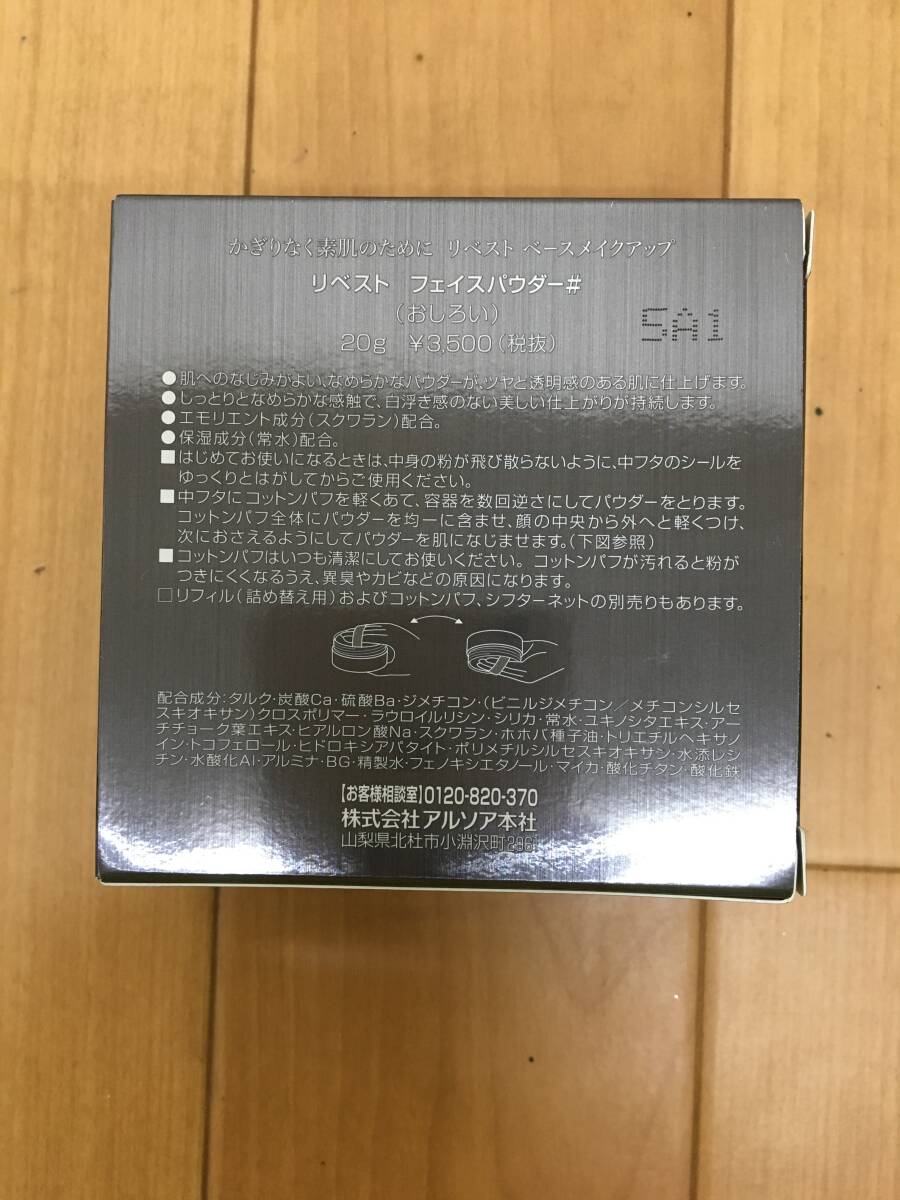 かぎりなく素肌のために リベスト ベースメイクアップ
リベスト フェイスパウダー#
(おしろい)
5A1
20g ¥3,500(税抜)
●肌へのなじみがよい、なめらかなパウダーが、ツヤと透明感のある肌に仕上げます。
●しっとりとなめらかな感触で、白浮き感のない美しい仕上がりが持続します。
●エモリエント成分(スクワラン)配合。
●保湿成分(常水)配合。
■はじめてお使いになるときは、中身の粉が飛び散らないように、中フタのシールを
ゆっくりとはがしてからご使用ください。
■中フタにコットンパフを軽くあて、容器を数回逆さにしてパウダーをとります。
コットンパフ全体にパウダーを均一に含ませ、顔の中央から外へと軽くつけ、
次におさえるようにしてパウダーを肌になじませます。(下図参照)
■コットンパフはいつも清潔にしてお使いください。コットンパフが汚れると粉が
つきにくくなるうえ、異臭やカビなどの原因になります。
□リフィル(詰め替え用)およびコットンパフ、シフターネットの別売りもあります。
配合成分:タルク・炭酸Ca・硫酸Ba・ジメチコン・(ビニルジメチコン/メチコンシルセ
スキオキサン)クロスポリマー・ラウロイルリシン・シリカ・常水・ユキノシタエキス・アー
チチョーク葉エキス・ヒアルロン酸Na・スクワラン・ホホバ種子油・トリエチルヘキサノ
イン・トコフェロール・ヒドロキシアパタイト・ポリメチルシルセスキオキサン・水添レシ
チン・水酸化Al・アルミナ・BG・精製水・フェノキシエタノール・マイカ・酸化チタン・酸化鉄
【お客様相談室】0120-820-370
株式会社アルソア本社
山梨県北杜市小淵沢町